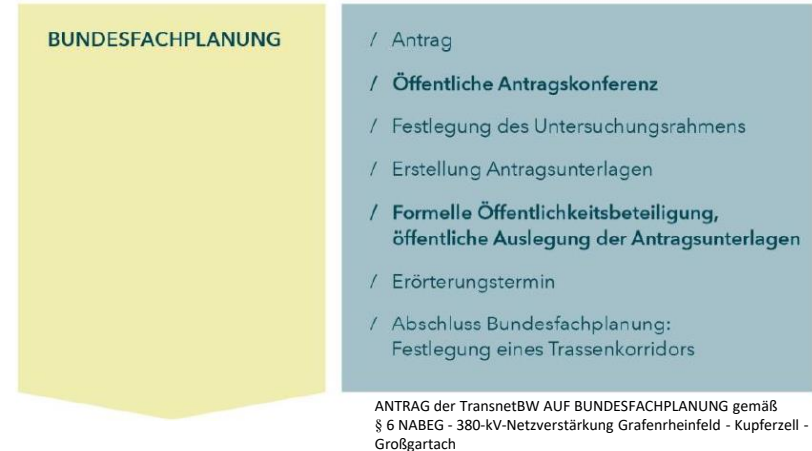 BUNDESFACHPLANUNG
/ Antrag
/ Öffentliche Antragskonferenz
/ Festlegung des Untersuchungsrahmens
/ Erstellung Antragsunterlagen
/ Formelle Öffentlichkeitsbeteiligung,
öffentliche Auslegung der Antragsunterlagen
/ Erörterungstermin
/ Abschluss Bundesfachplanung:
Festlegung eines Trassenkorridors
ANTRAG der TransnetBW AUF BUNDESFACHPLANUNG gemäß
§ 6 NABEG - 380-kV-Netzverstärkung Grafenrheinfeld - Kupferzell -
Großgartach